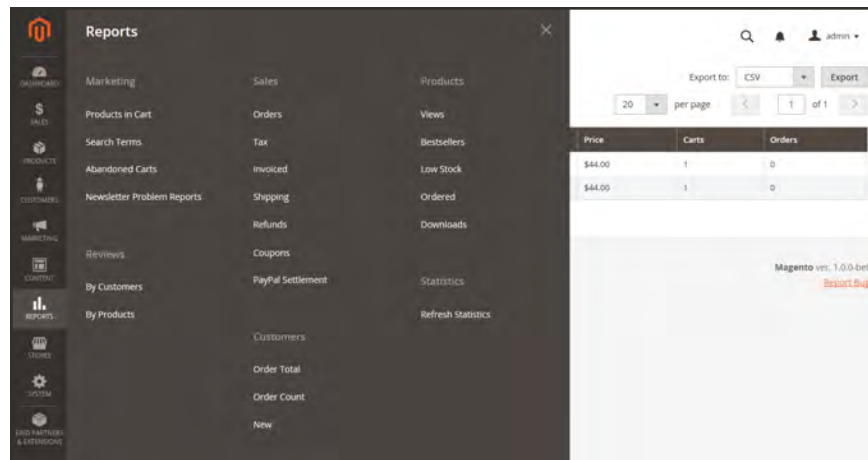 Reports
admin
DASHBOARD
SALES
PRODUCTS
CUSTOMERS
MARKETING
CONTENT
REPORTS
STORES
SYSTEM
FIND PARTNERS
& EXTENSIONS
Marketing
Products in Cart
Search Terms
Abandoned Carts
Newsletter Problem Reports
Reviews
By Customers
By Products
Sales
Orders
Tax
Invoiced
Shipping
Refunds
Coupons
PayPal Settlement
Customers
Order Total
Order Count
New
Products
Views
Bestsellers
Low Stock
Ordered
Downloads
Statistics
Refresh Statistics
Export to: CSV Export
20 per page 1 of 1
Price Carts Orders
$44.00 1 0
$44.00 1 0
Magento ver. 1.0.0-bet
Report Bug